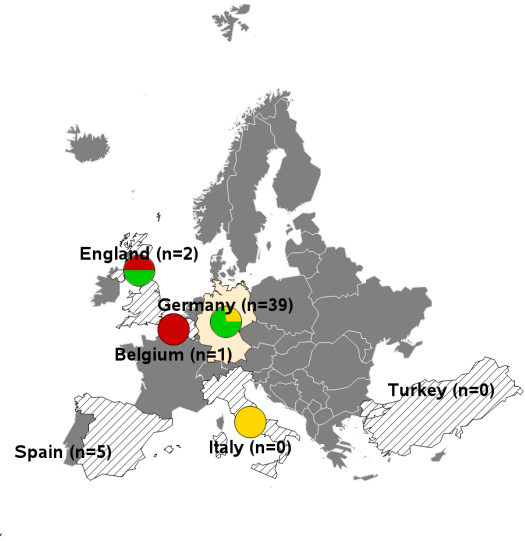 England (n=2)
Germany (n=39)
Belgium (n=1)
Turkey (n=0)
Italy (n=0)
Spain (n=5)